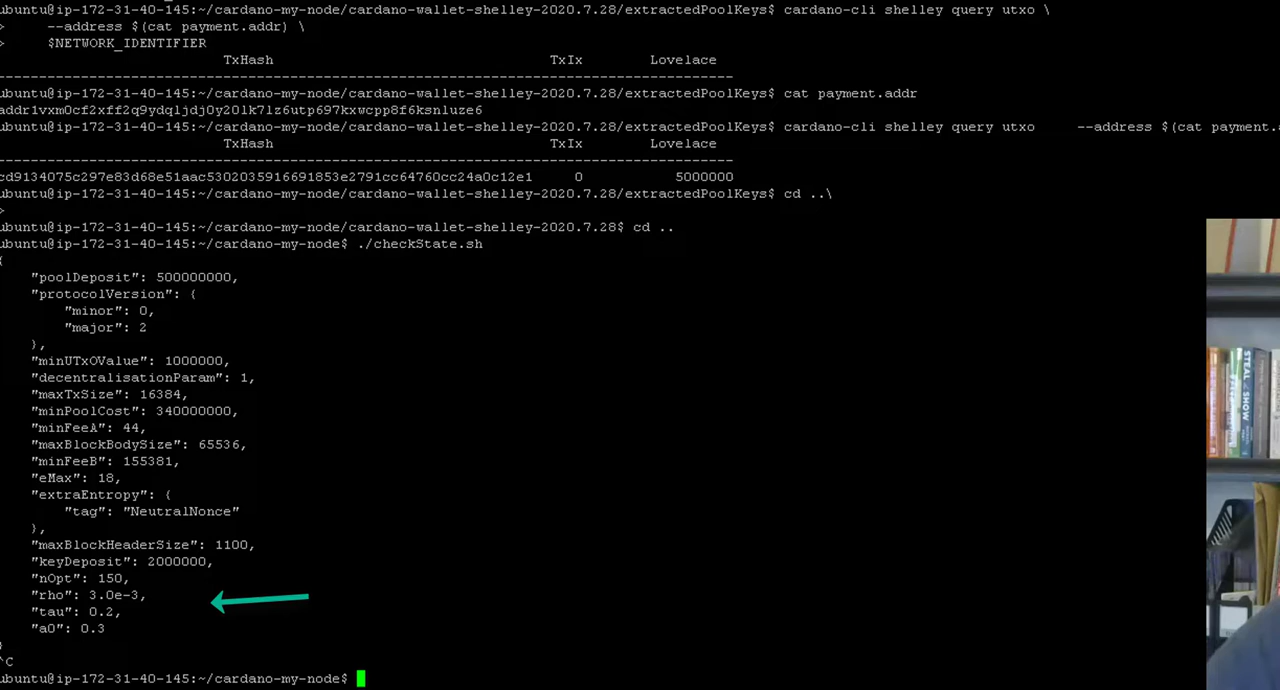 ubuntu@ip-172-31-40-145:~/cardano-my-node/cardano-wallet-shelley-2020.7.28/extractedPoolKeys$ cardano-cli shelley query utxo \
> --address $(cat payment.addr) \
> $NETWORK_IDENTIFIER
TxHash TxIx Lovelace
--------------------------------------------------------------------------------------
ubuntu@ip-172-31-40-145:~/cardano-my-node/cardano-wallet-shelley-2020.7.28/extractedPoolKeys$ cat payment.addr
addr1vxm0cf2xff2q9ydqljdj0y20lk7lz6utp697kxwcpp8f6ksnluze6
ubuntu@ip-172-31-40-145:~/cardano-my-node/cardano-wallet-shelley-2020.7.28/extractedPoolKeys$ cardano-cli shelley query utxo --address $(cat payment.a
TxHash TxIx Lovelace
--------------------------------------------------------------------------------------
cd9134075c297e83d68e51aac5302035916691853e2791cc64760cc24a0c12e1 0 5000000
ubuntu@ip-172-31-40-145:~/cardano-my-node/cardano-wallet-shelley-2020.7.28/extractedPoolKeys$ cd ..\
>
ubuntu@ip-172-31-40-145:~/cardano-my-node/cardano-wallet-shelley-2020.7.28$ cd ..
ubuntu@ip-172-31-40-145:~/cardano-my-node$ ./checkState.sh
{
"poolDeposit": 500000000,
"protocolVersion": {
"minor": 0,
"major": 2
},
"minUTxOValue": 1000000,
"decentralisationParam": 1,
"maxTxSize": 16384,
"minPoolCost": 340000000,
"minFeeA": 44,
"maxBlockBodySize": 65536,
"minFeeB": 155381,
"eMax": 18,
"extraEntropy": {
"tag": "NeutralNonce"
},
"maxBlockHeaderSize": 1100,
"keyDeposit": 2000000,
"nOpt": 150,
"rho": 3.0e-3,
"tau": 0.2,
"a0": 0.3
}
^C
ubuntu@ip-172-31-40-145:~/cardano-my-node$
STEAL
SHOW